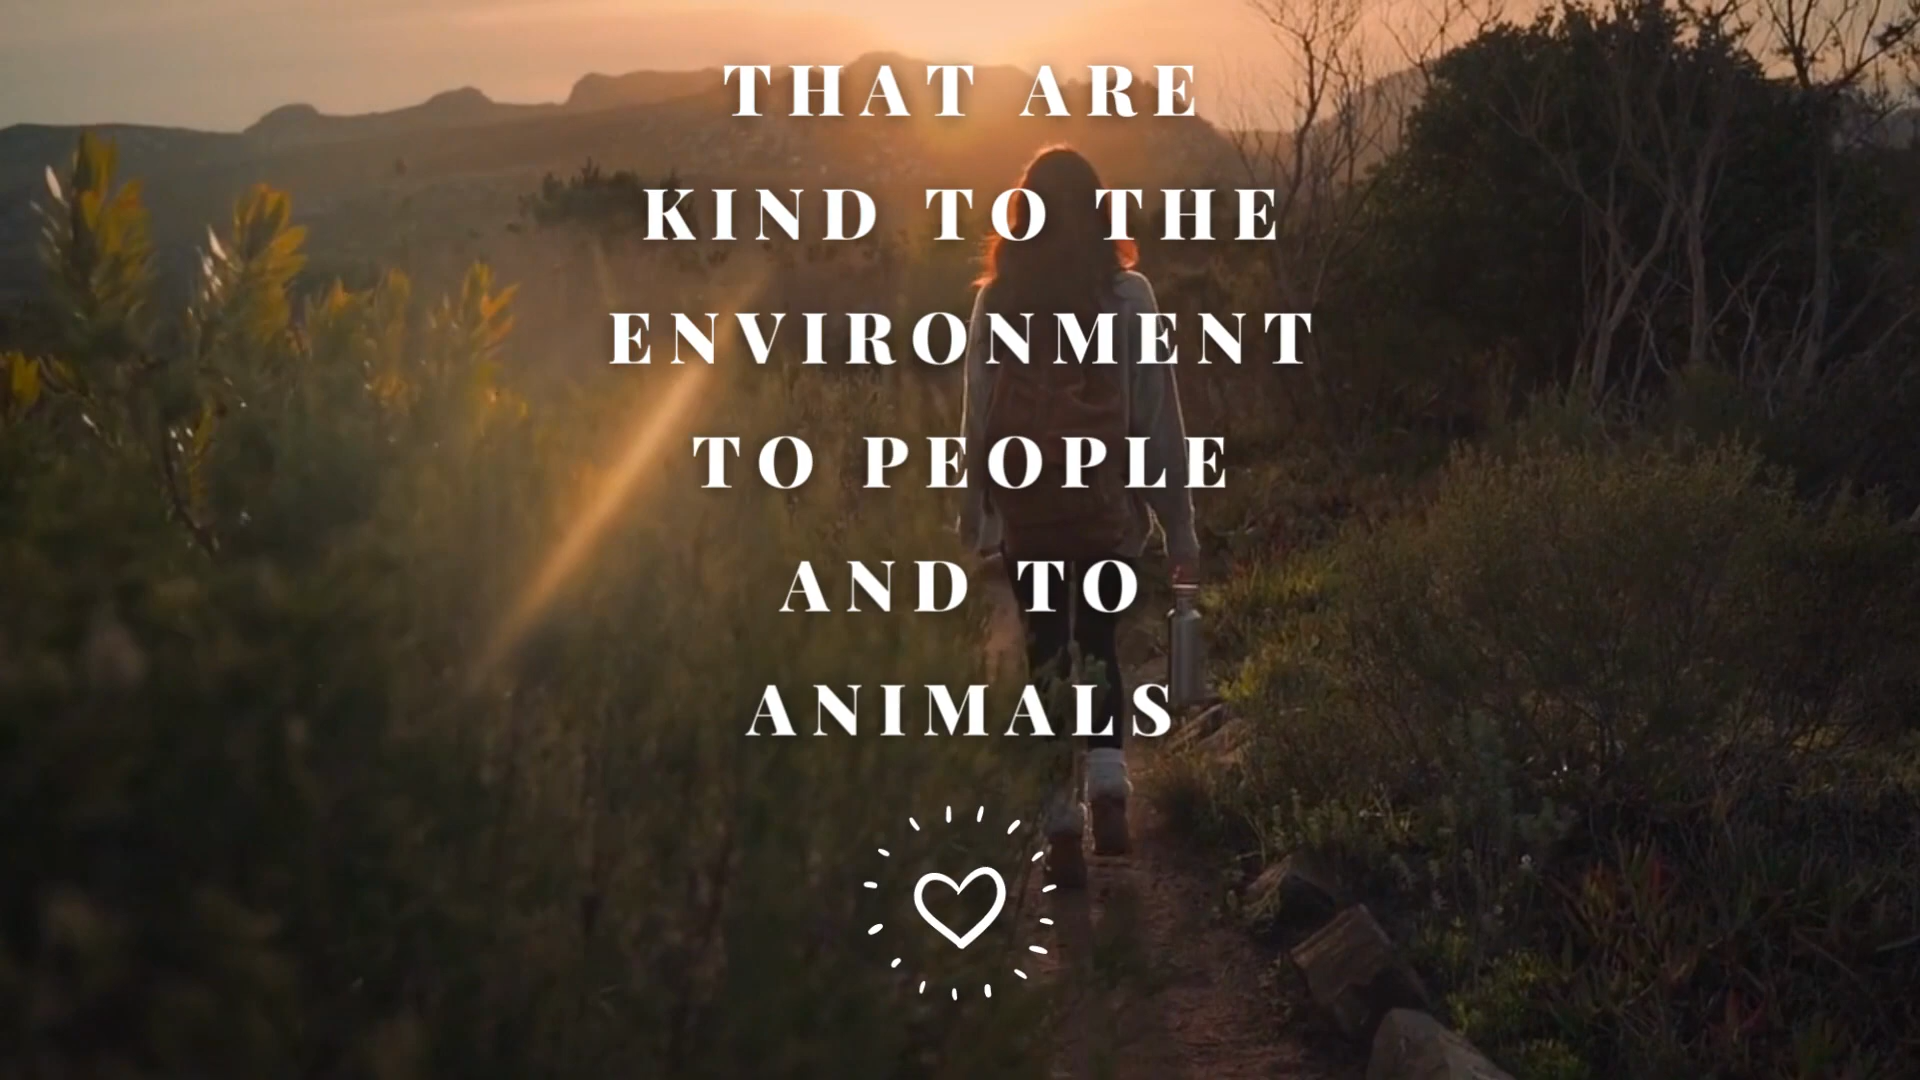 THAT ARE
KIND TO THE
ENVIRONMENT
TO PEOPLE
AND TO
ANIMALS